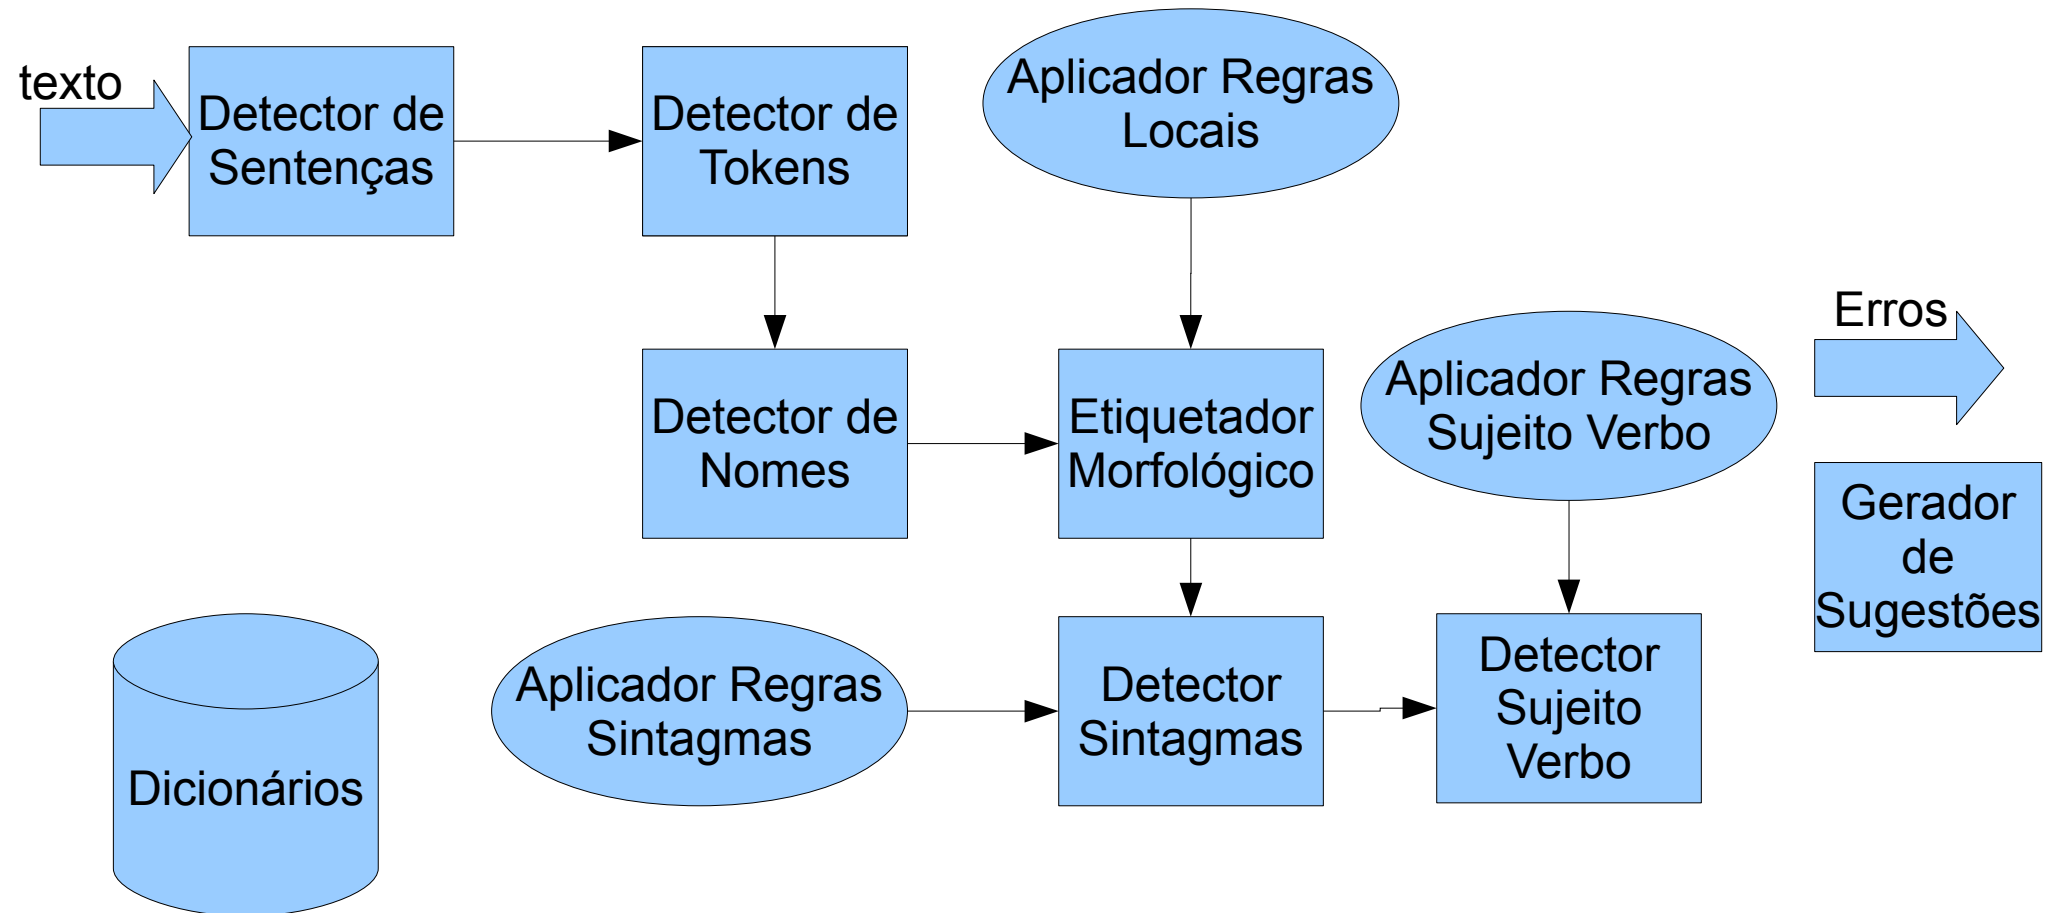 texto
Detector de
Sentenças
Detector de
Tokens
Aplicador Regras
Locais
Detector de
Nomes
Etiquetador
Morfológico
Aplicador Regras
Sujeito Verbo
Erros
Gerador
de
Sugestões
Dicionários
Aplicador Regras
Sintagmas
Detector
Sintagmas
Detector
Sujeito
Verbo